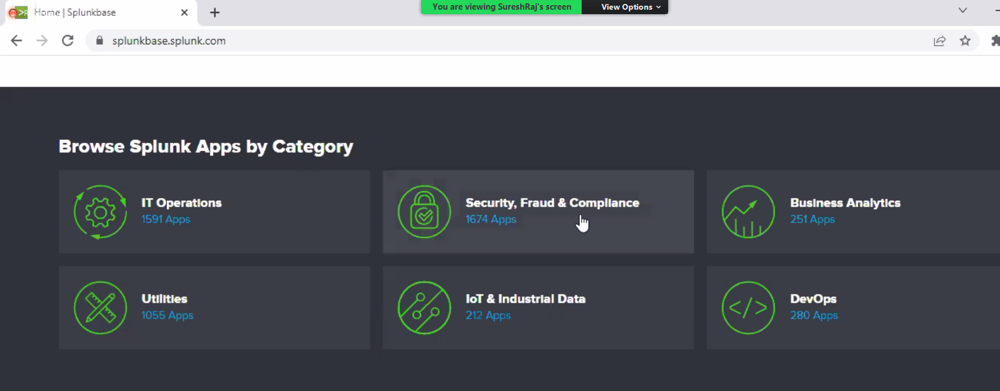 You are viewing SureshRaj's screen View Options
Home | Splunkbase
splunkbase.splunk.com
Browse Splunk Apps by Category
IT Operations
1591 Apps
Security, Fraud & Compliance
1674 Apps
Business Analytics
251 Apps
Utilities
1055 Apps
IoT & Industrial Data
212 Apps
DevOps
280 Apps